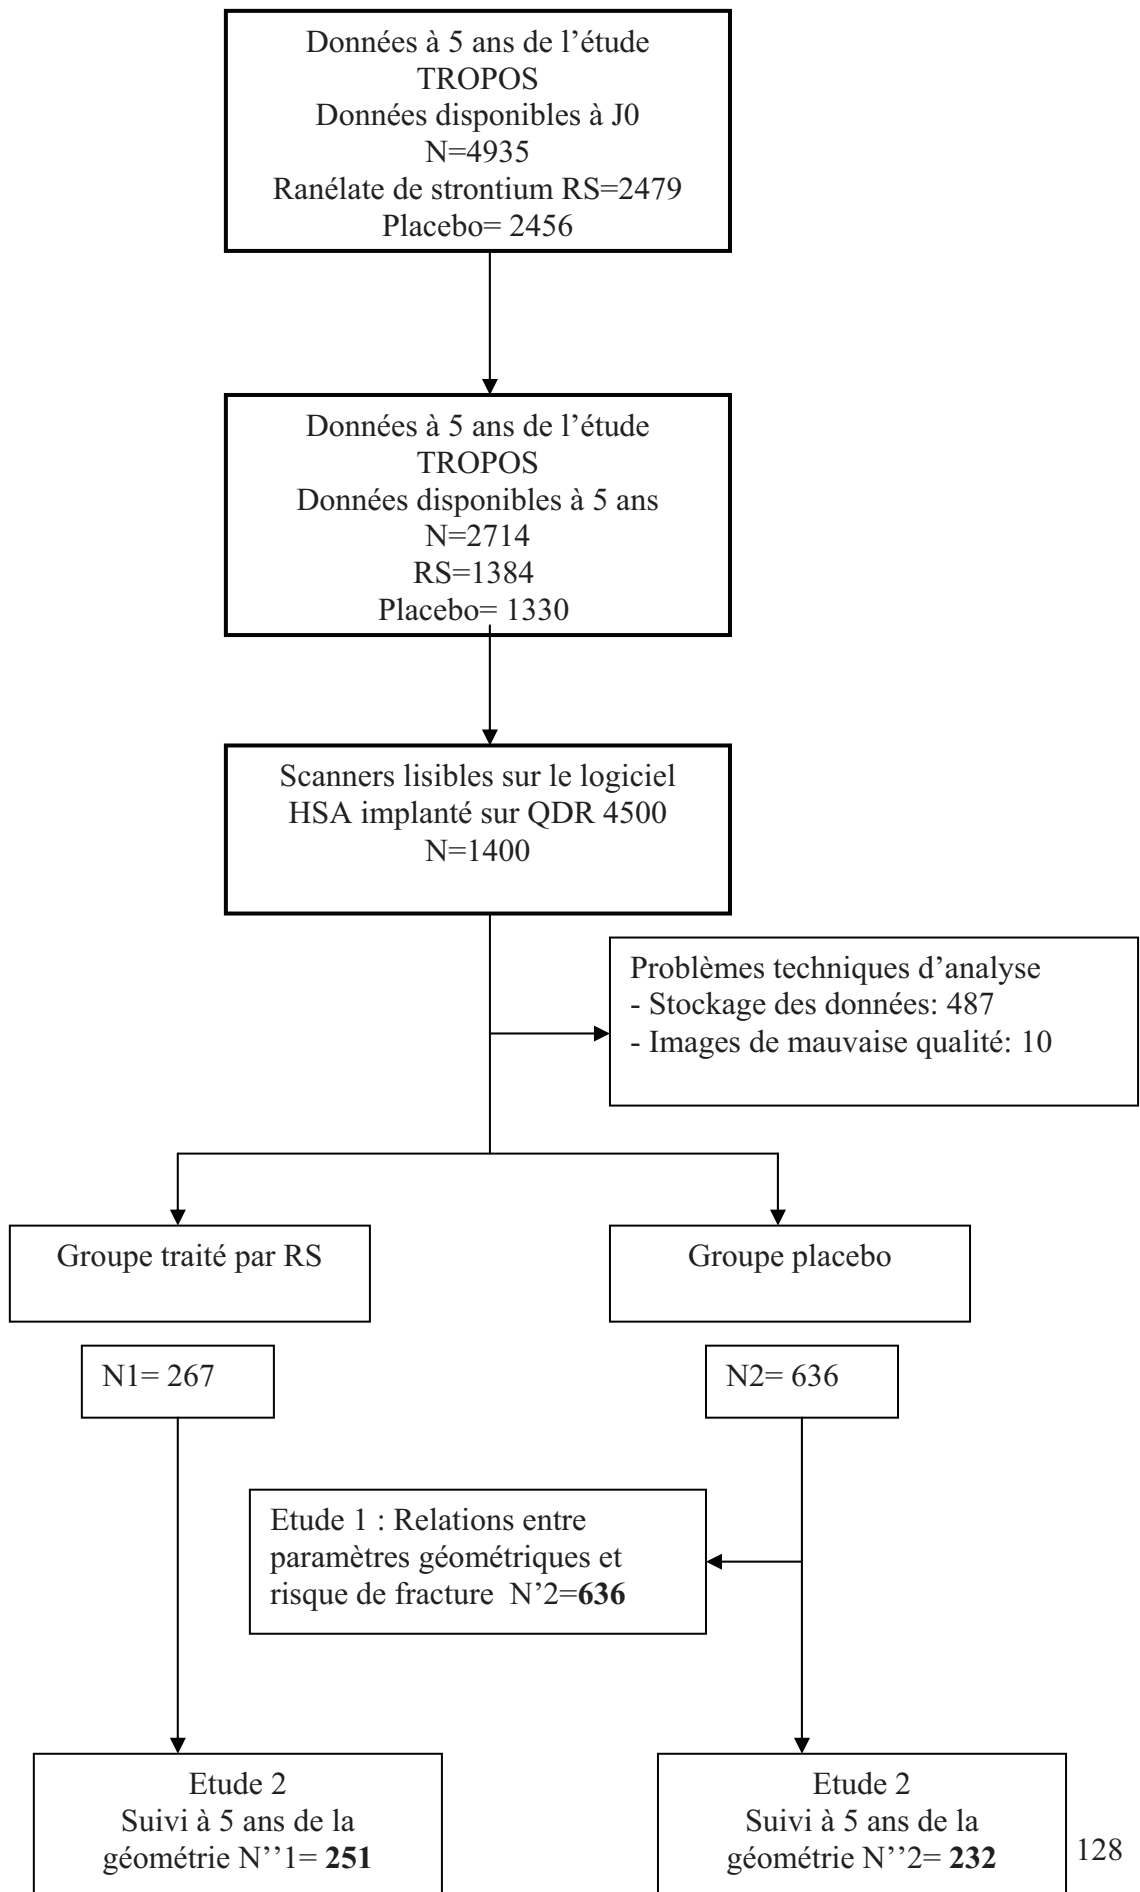 Données à 5 ans de l’étude
TROPOS
Données disponibles à J0
N=4935
Ranélate de strontium RS=2479
Placebo= 2456
Données à 5 ans de l’étude
TROPOS
Données disponibles à 5 ans
N=2714
RS=1384
Placebo= 1330
Scanners lisibles sur le logiciel
HSA implanté sur QDR 4500
N=1400
Problèmes techniques d’analyse
- Stockage des données: 487
- Images de mauvaise qualité: 10
Groupe traité par RS
Groupe placebo
N1= 267
N2= 636
Etude 1 : Relations entre
paramètres géométriques et
risque de fracture  N’2=636
Etude 2
Suivi à 5 ans de la
géométrie N’’1= 251
Etude 2
Suivi à 5 ans de la
géométrie N’’2= 232
128